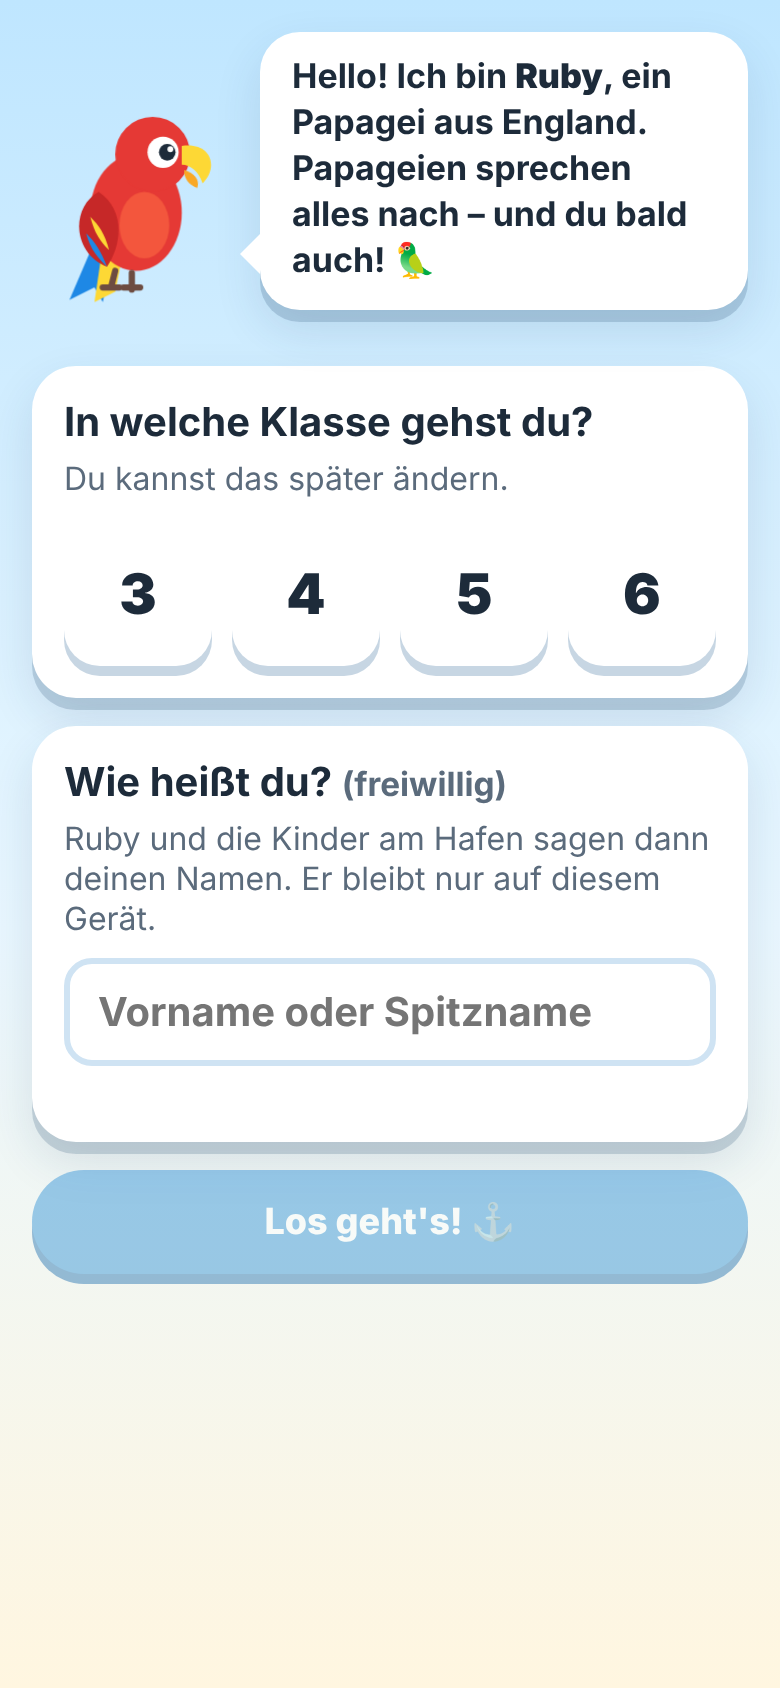 Hello! Ich bin Ruby, ein
Papagei aus England.
Papageien sprechen
alles nach – und du bald
auch! 🦜
In welche Klasse gehst du?
Du kannst das später ändern.
3 4 5 6
Wie heißt du? (freiwillig)
Ruby und die Kinder am Hafen sagen dann
deinen Namen. Er bleibt nur auf diesem
Gerät.
Vorname oder Spitzname
Los geht's! ⚓